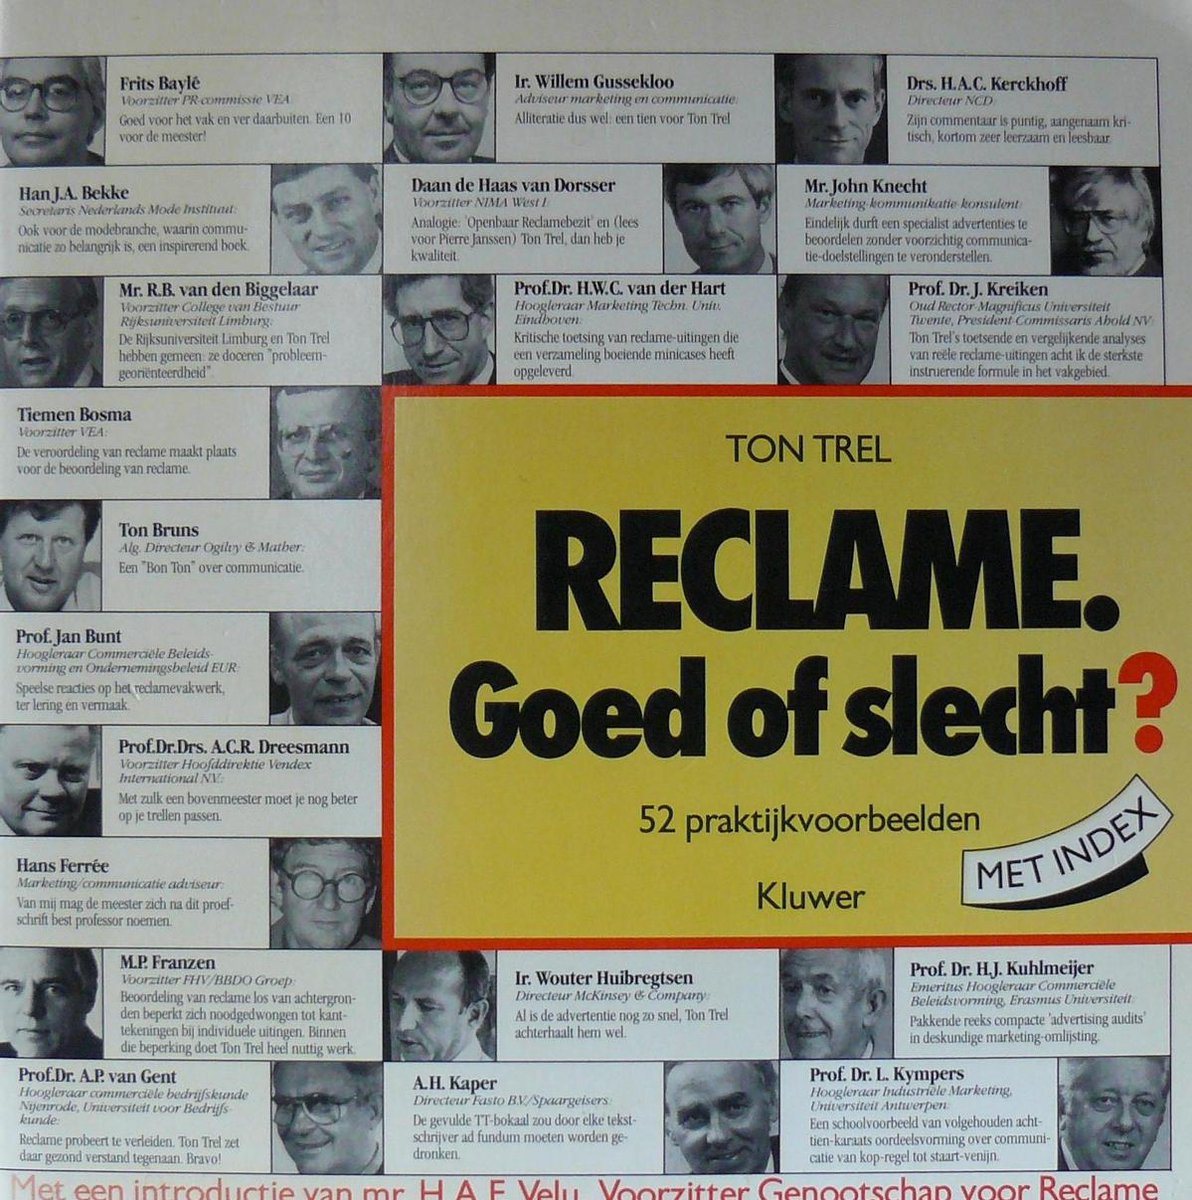 Frits Baylé
Voorzitter PR-commissie VEA:
Goed voor het vak en ver daarbuiten. Een 10
voor de meester!
Ir. Willem Gussekloo
Adviseur marketing en communicatie:
Alliteratie dus wel: een tien voor Ton Trel
Drs. H.A.C. Kerckhoff
Directeur NCD:
Zijn commentaar is puntig, aangenaam kri-
tisch, kortom zeer leerzaam en leesbaar.
Han J.A. Bekke
Secretaris Nederlands Mode Instituut:
Ook voor de modebranche, waarin commu-
nicatie zo belangrijk is, een inspirerend boek.
Daan de Haas van Dorsser
Voorzitter NIMA West I:
Analogie: 'Openbaar Reclamebezit' en (lees
voor Pierre Janssen) Ton Trel, dan heb je
kwaliteit.
Mr. John Knecht
Marketing-kommunikatie-konsulent:
Eindelijk durft een specialist advertenties te
beoordelen zonder voorzichtig communica-
tie-doelstellingen te veronderstellen.
Mr. R.B. van den Biggelaar
Voorzitter College van Bestuur
Rijksuniversiteit Limburg:
De Rijksuniversiteit Limburg en Ton Trel
hebben gemeen: ze doceren "probleem-
georiënteerdheid".
Prof.Dr. H.W.C. van der Hart
Hoogleraar Marketing Techn. Univ.
Eindhoven:
Kritische toetsing van reclame-uitingen die
een verzameling boeiende minicases heeft
opgeleverd.
Prof. Dr. J. Kreiken
Oud Rector-Magnificus Universiteit
Twente, President-Commissaris Abold NV:
Ton Trel's toetsende en vergelijkende analyses
van reële reclame-uitingen acht ik de sterkste
instruerende formule in het vakgebied.
Tiemen Bosma
Voorzitter VEA:
De veroordeling van reclame maakt plaats
voor de beoordeling van reclame.
Ton Bruns
Alg. Directeur Ogilvy & Mather:
Een "Bon Ton" over communicatie.
Prof. Jan Bunt
Hoogleraar Commerciële Beleids-
vorming en Ondernemingsbeleid EUR:
Speelse reacties op het reclamevakwerk,
ter lering en vermaak.
Prof.Dr.Drs. A.C.R. Dreesmann
Voorzitter Hoofddirektie Vendex
International N.V.:
Met zulk een bovenmeester moet je nog beter
op je trellen passen.
Hans Ferrée
Marketing/communicatie adviseur:
Van mij mag de meester zich na dit proef-
schrift best professor noemen.
TON TREL
RECLAME.
Goed of slecht?
52 praktijkvoorbeelden
MET INDEX
Kluwer
M.P. Franzen
Voorzitter FHV/BBDO Groep:
Beoordeling van reclame los van achtergron-
den beperkt zich noodgedwongen tot kant-
tekeningen bij individuele uitingen. Binnen
die beperking doet Ton Trel heel nuttig werk.
Ir. Wouter Huibregtsen
Directeur McKinsey & Company:
Al is de advertentie nog zo snel, Ton Trel
achterhaalt hem wel.
Prof. Dr. H.J. Kuhlmeijer
Emeritus Hoogleraar Commerciële
Beleidsvorming, Erasmus Universiteit:
Pakkende reeks compacte 'advertising audits'
in deskundige marketing-omlijsting.
Prof.Dr. A.P. van Gent
Hoogleraar commerciële bedrijfskunde
Nijenrode, Universiteit voor Bedrijfs-
kunde:
Reclame probeert te verleiden. Ton Trel zet
daar gezond verstand tegenaan. Bravo!
A.H. Kaper
Directeur Fasto B.V./Spaargeisers:
De gevulde TT-bokaal zou door elke tekst-
schrijver ad fundum moeten worden ge-
dronken.
Prof. Dr. L. Kympers
Hoogleraar Industriële Marketing,
Universiteit Antwerpen:
Een schoolvoorbeeld van volgehouden acht-
tien-karaats oordeelsvorming over communi-
catie van kop-regel tot staart-venijn.
Met een introductie van mr. H.A.E. Velu, Voorzitter Genootschap voor Reclame